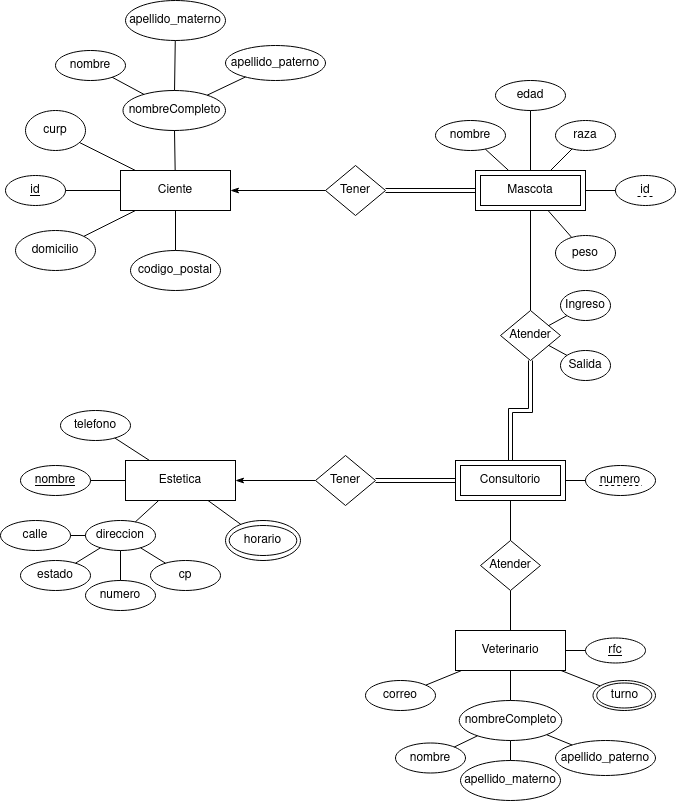 apellido_materno
nombre
apellido_paterno
nombreCompleto
edad
curp
nombre
raza
id
Ciente
Tener
Mascota
id
domicilio
codigo_postal
peso
Ingreso
Atender
Salida
telefono
nombre
Estetica
Tener
Consultorio
numero
calle
direccion
horario
estado
cp
numero
Atender
Veterinario
rfc
correo
turno
nombreCompleto
nombre
apellido_paterno
apellido_materno